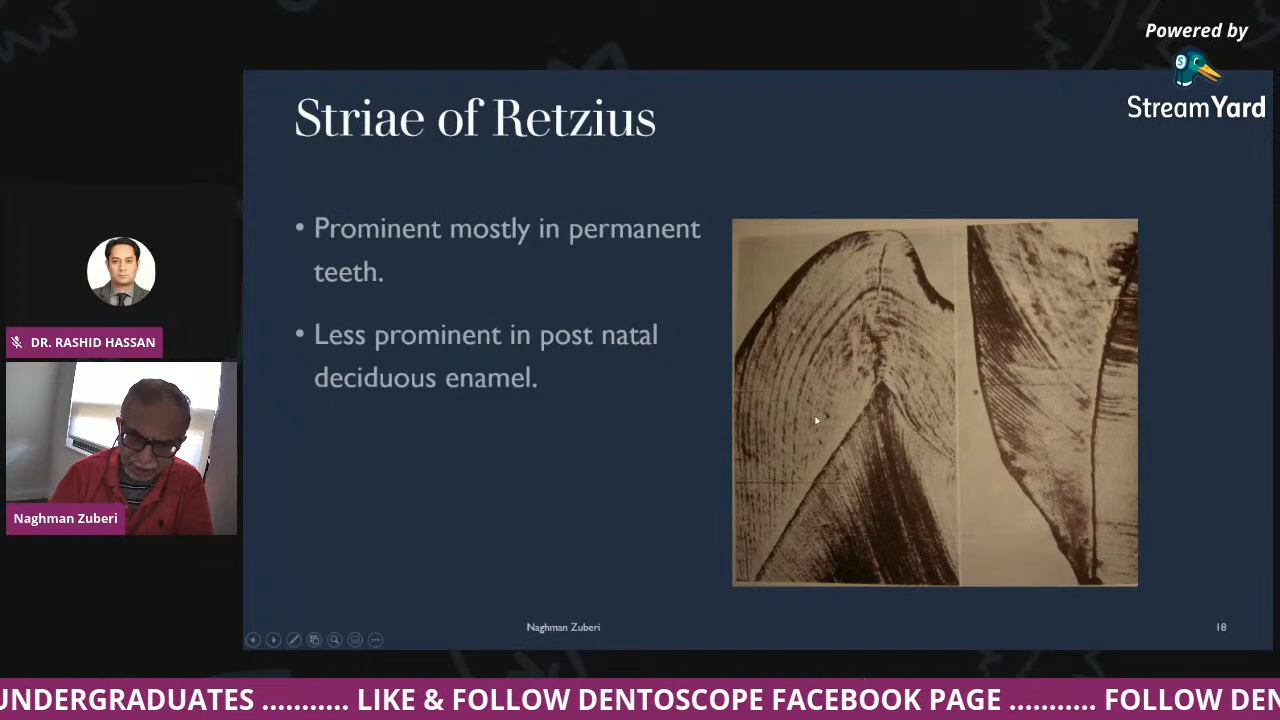 Powered by
StreamYard
Striae of Retzius
• Prominent mostly in permanent
teeth.
• Less prominent in post natal
deciduous enamel.
DR. RASHID HASSAN
Naghman Zuberi
Naghman Zuberi
18
UNDERGRADUATES ........... LIKE & FOLLOW DENTOSCOPE FACEBOOK PAGE ........... FOLLOW DEN